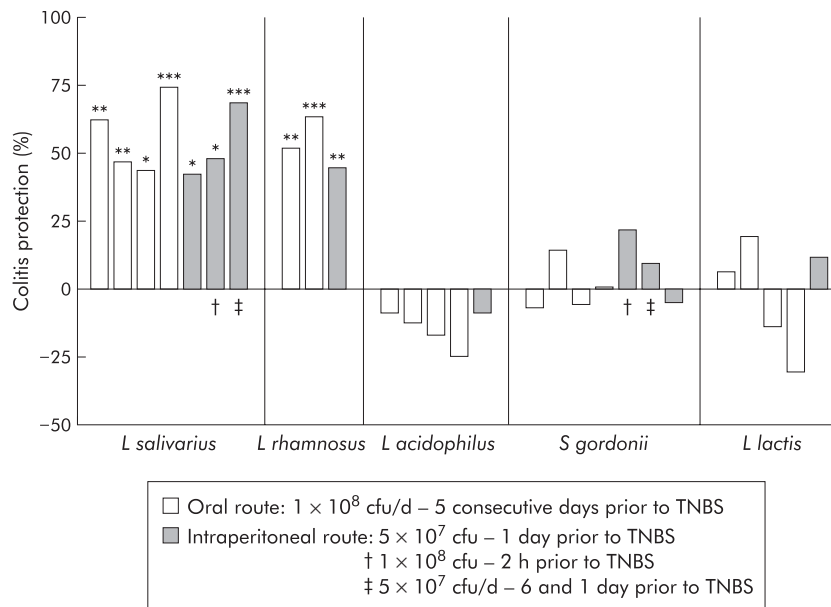 100
75
50
25
0
−25
−50
Colitis protection (%)
** ** * *** * * ***
** *** **
† ‡
† ‡
L salivarius L rhamnosus L acidophilus S gordonii L lactis
Oral route: 1 × 10⁸ cfu/d – 5 consecutive days prior to TNBS
Intraperitoneal route: 5 × 10⁷ cfu – 1 day prior to TNBS
† 1 × 10⁸ cfu – 2 h prior to TNBS
‡ 5 × 10⁷ cfu/d – 6 and 1 day prior to TNBS